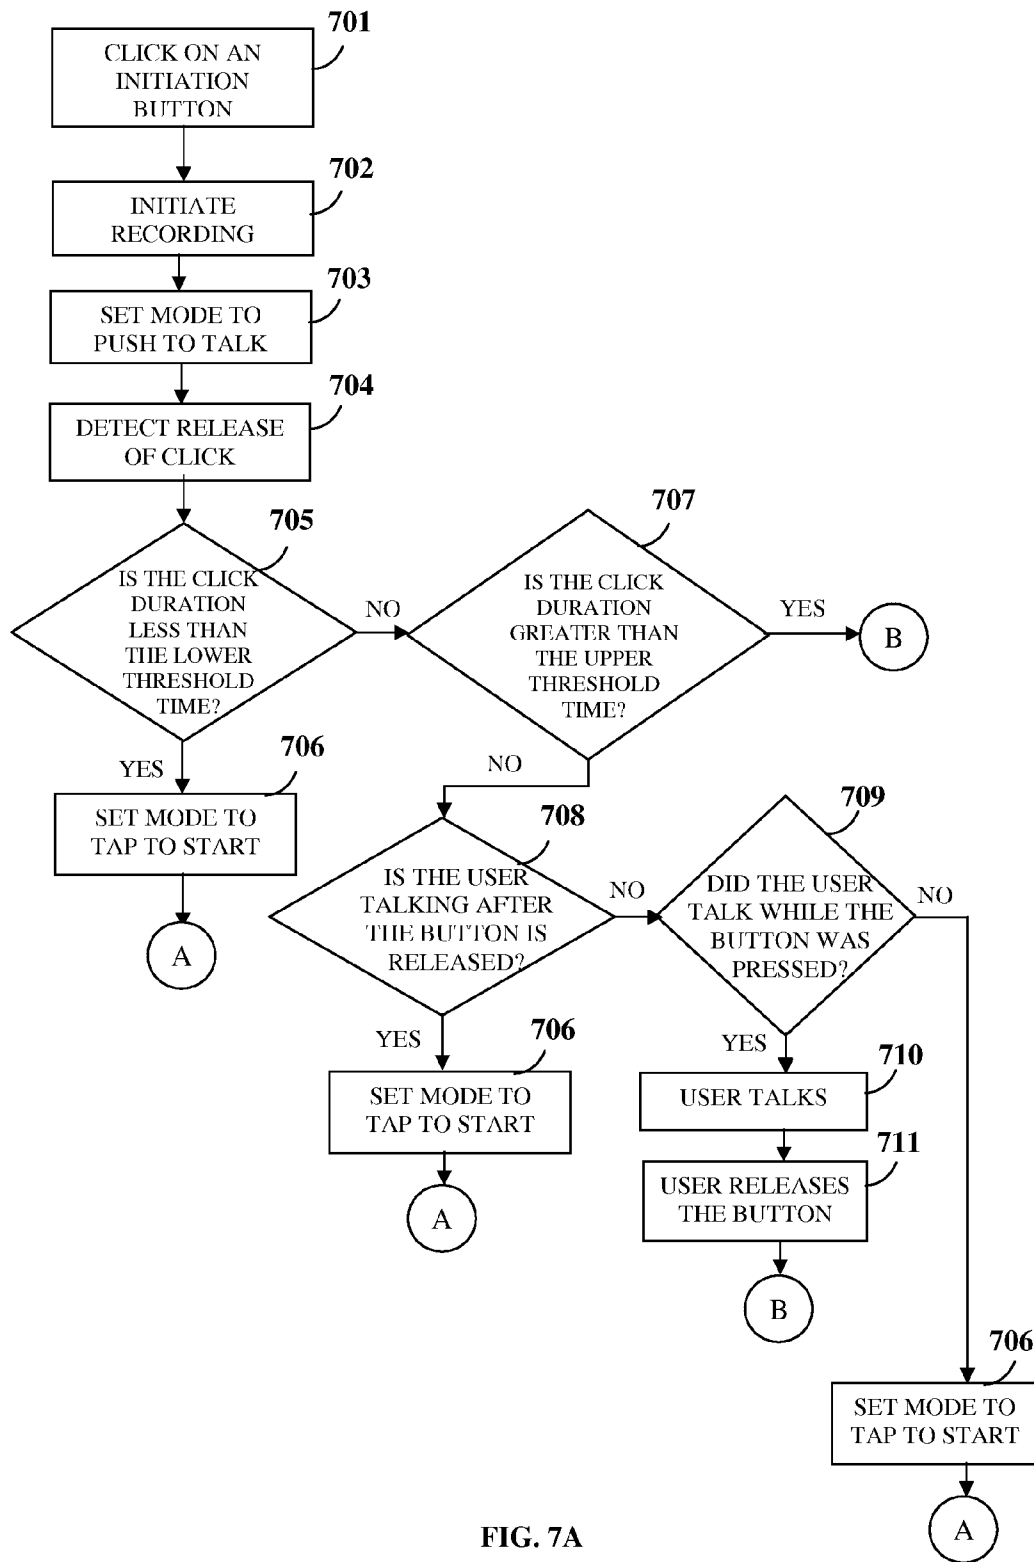 701
CLICK ON AN
INITIATION
BUTTON
702
INITIATE
RECORDING
703
SET MODE TO
PUSH TO TALK
704
DETECT RELEASE
OF CLICK
705
IS THE CLICK
DURATION
LESS THAN
THE LOWER
THRESHOLD
TIME?
NO
707
IS THE CLICK
DURATION
GREATER THAN
THE UPPER
THRESHOLD
TIME?
YES
B
YES
706
SET MODE TO
TAP TO START
A
NO
708
IS THE USER
TALKING AFTER
THE BUTTON IS
RELEASED?
NO
709
DID THE USER
TALK WHILE THE
BUTTON WAS
PRESSED?
NO
YES
706
SET MODE TO
TAP TO START
A
YES
710
USER TALKS
711
USER RELEASES
THE BUTTON
B
706
SET MODE TO
TAP TO START
A
FIG. 7A